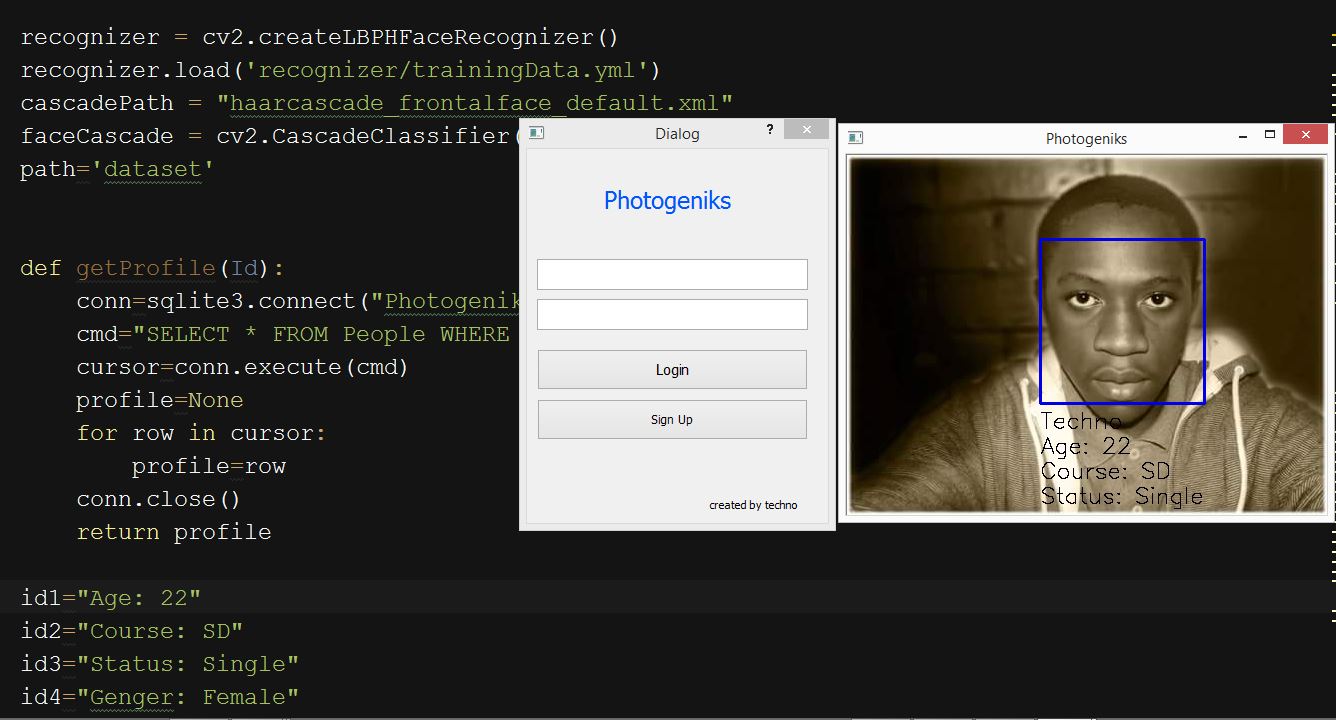 recognizer = cv2.createLBPHFaceRecognizer()
recognizer.load('recognizer/trainingData.yml')
cascadePath = "haarcascade_frontalface_default.xml"
faceCascade = cv2.CascadeClassifier(
path='dataset'
def getProfile(Id):
conn=sqlite3.connect("Photogenik
cmd="SELECT * FROM People WHERE
cursor=conn.execute(cmd)
profile=None
for row in cursor:
profile=row
conn.close()
return profile
id1="Age: 22"
id2="Course: SD"
id3="Status: Single"
id4="Genger: Female"
Dialog
?
Photogeniks
Login
Sign Up
created by techno
Photogeniks
Techno
Age: 22
Course: SD
Status: Single